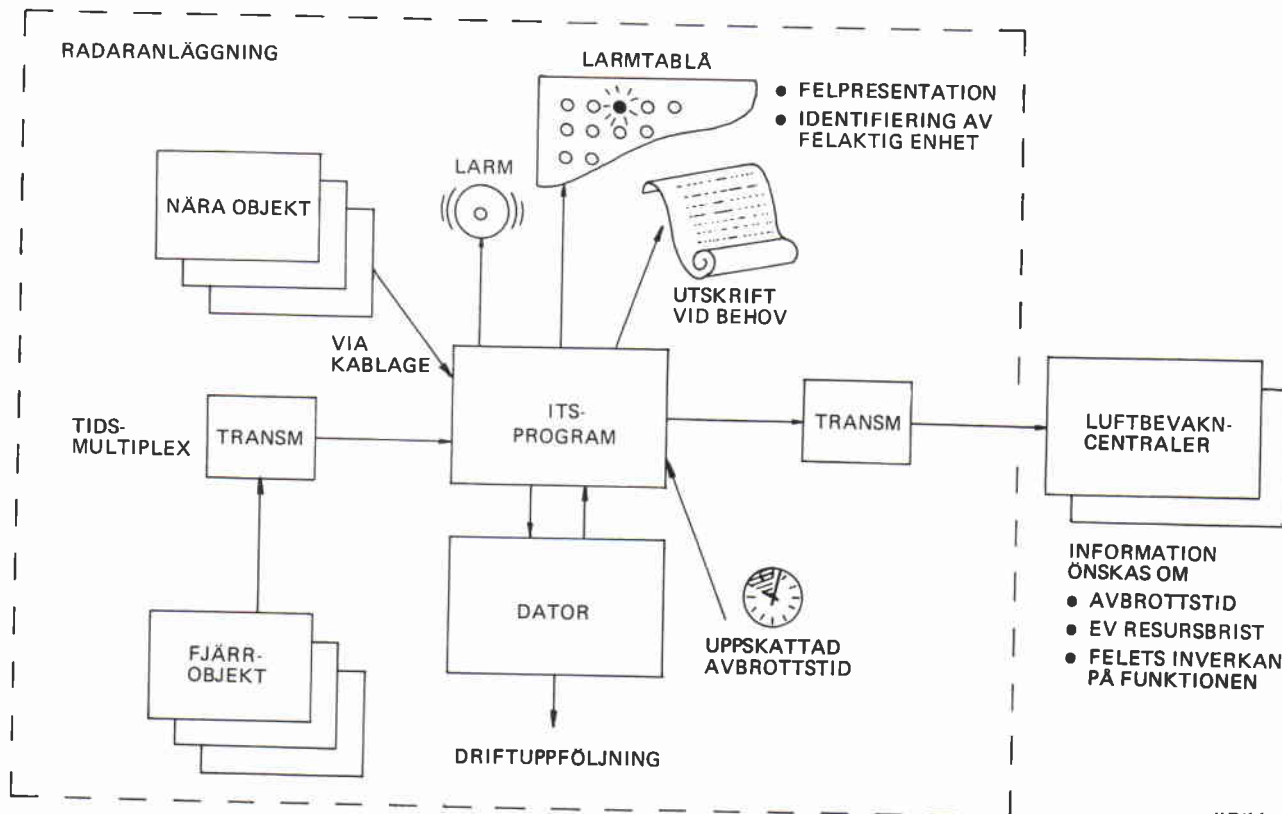 RADARANLÄGGNING
LARMTABLÅ
● FELPRESENTATION
● IDENTIFIERING AV
FELAKTIG ENHET
LARM
NÄRA OBJEKT
UTSKRIFT
VID BEHOV
VIA
KABLAGE
TIDS-
MULTIPLEX
TRANSM
ITS-
PROGRAM
TRANSM
LUFTBEVAKN-
CENTRALER
DATOR
UPPSKATTAD
AVBROTTSTID
INFORMATION
ÖNSKAS OM
● AVBROTTSTID
● EV RESURSBRIST
● FELETS INVERKAN
PÅ FUNKTIONEN
FJÄRR-
OBJEKT
DRIFTUPPFÖLJNING